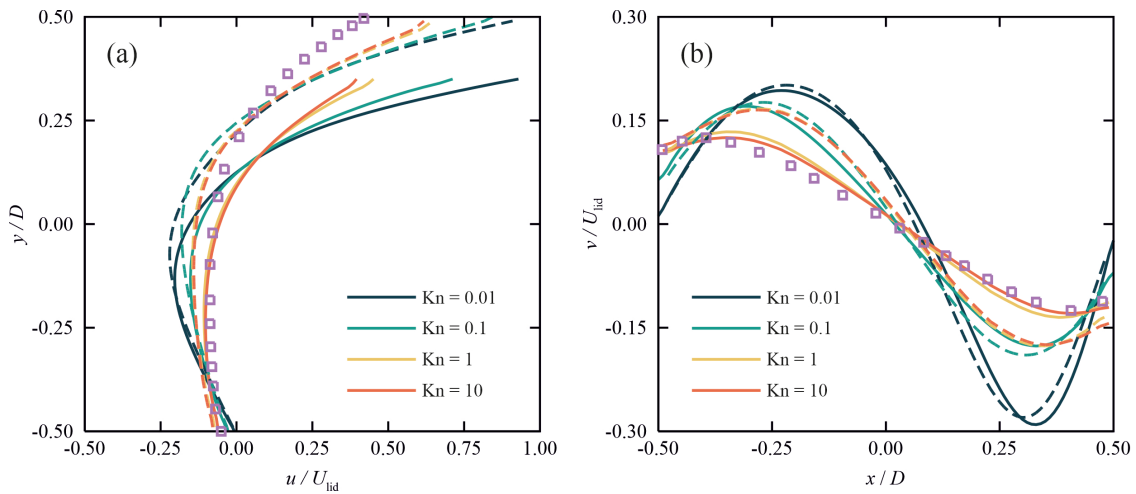 (a)
0.50
0.25
0.00
-0.25
-0.50
y / D
-0.50 -0.25 0.00 0.25 0.50 0.75 1.00
u / U_lid
Kn = 0.01
Kn = 0.1
Kn = 1
Kn = 10
(b)
0.30
0.15
0.00
-0.15
-0.30
v / U_lid
-0.50 -0.25 0.00 0.25 0.50
x / D
Kn = 0.01
Kn = 0.1
Kn = 1
Kn = 10